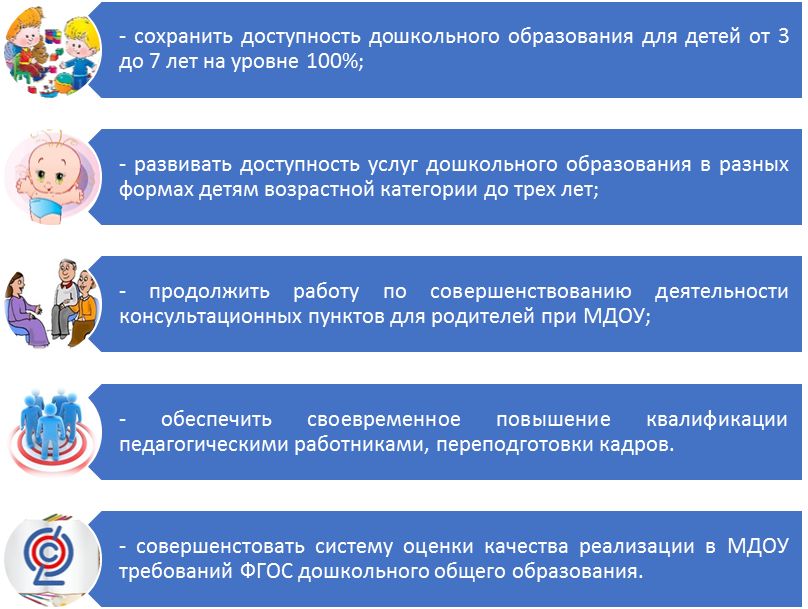 - сохранить доступность дошкольного образования для детей от 3
до 7 лет на уровне 100%;
- развивать доступность услуг дошкольного образования в разных
формах детям возрастной категории до трех лет;
- продолжить работу по совершенствованию деятельности
консультационных пунктов для родителей при МДОУ;
- обеспечить своевременное повышение квалификации
педагогическими работниками, переподготовки кадров.
- совершенстовать систему оценки качества реализации в МДОУ
требований ФГОС дошкольного общего образования.